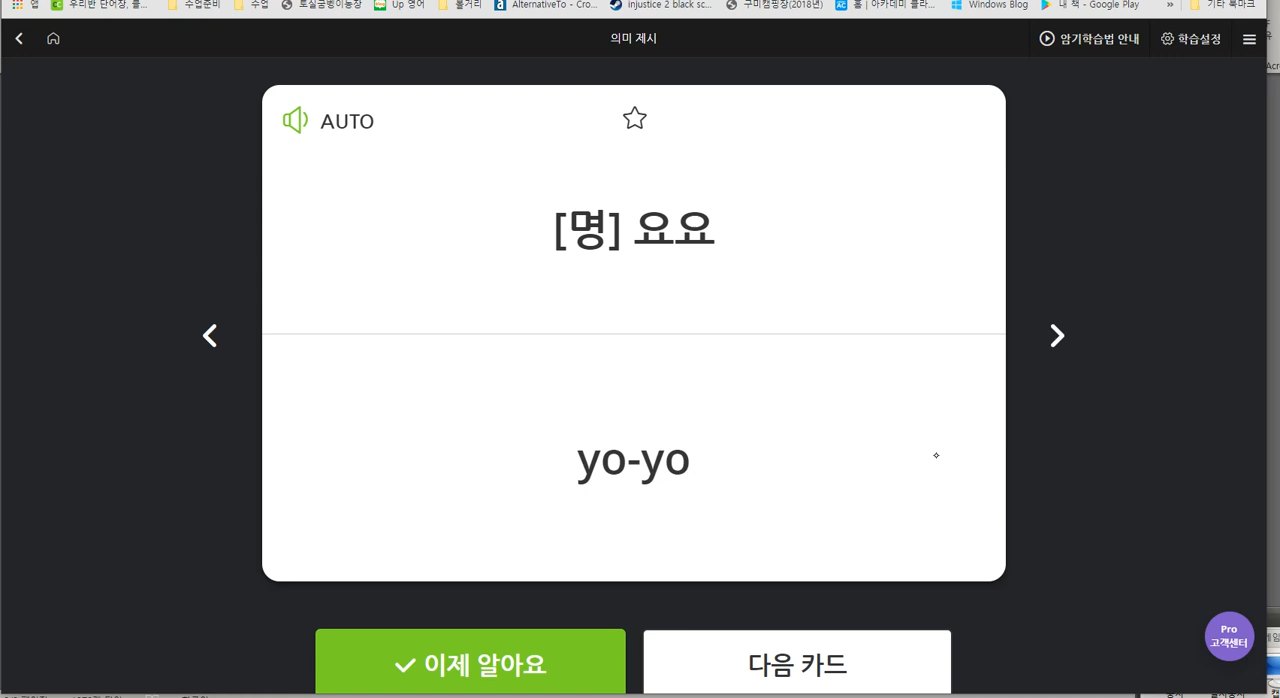 앱 우리반 단어장, 클... 수업준비 수업 토실공병이농장 Up 영어 볼거리 AlternativeTo - Cro... injustice 2 black sc... 구미캠핑장(2018년) 홈 | 아카데미 클라... Windows Blog 내 책 - Google Play » 기타 북마크
의미 제시
암기학습법 안내
학습설정
AUTO
[명] 요요
yo-yo
이제 알아요
다음 카드
Pro
고객센터